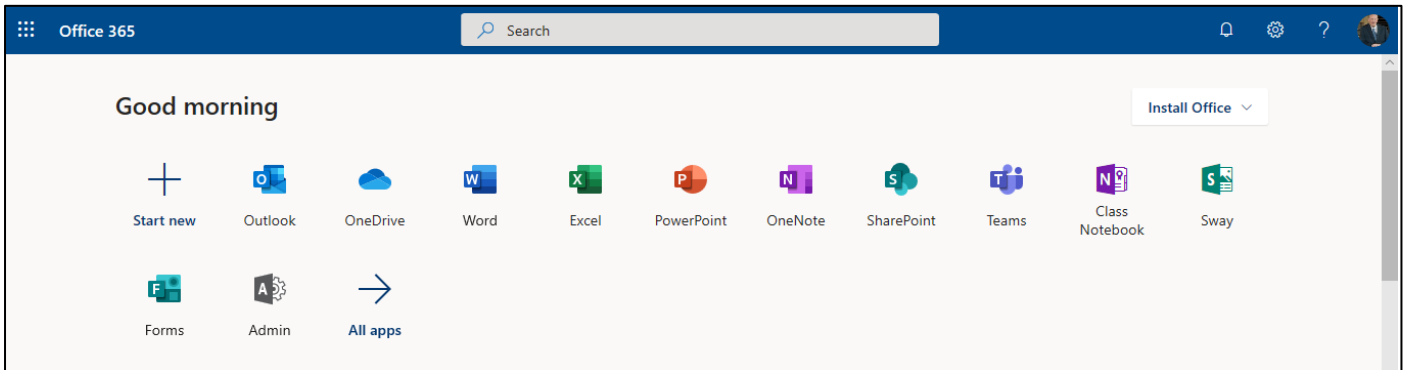 Office 365
Search
?
Good morning
Install Office
Start new
Outlook
OneDrive
Word
Excel
PowerPoint
OneNote
SharePoint
Teams
Class
Notebook
Sway
Forms
Admin
All apps